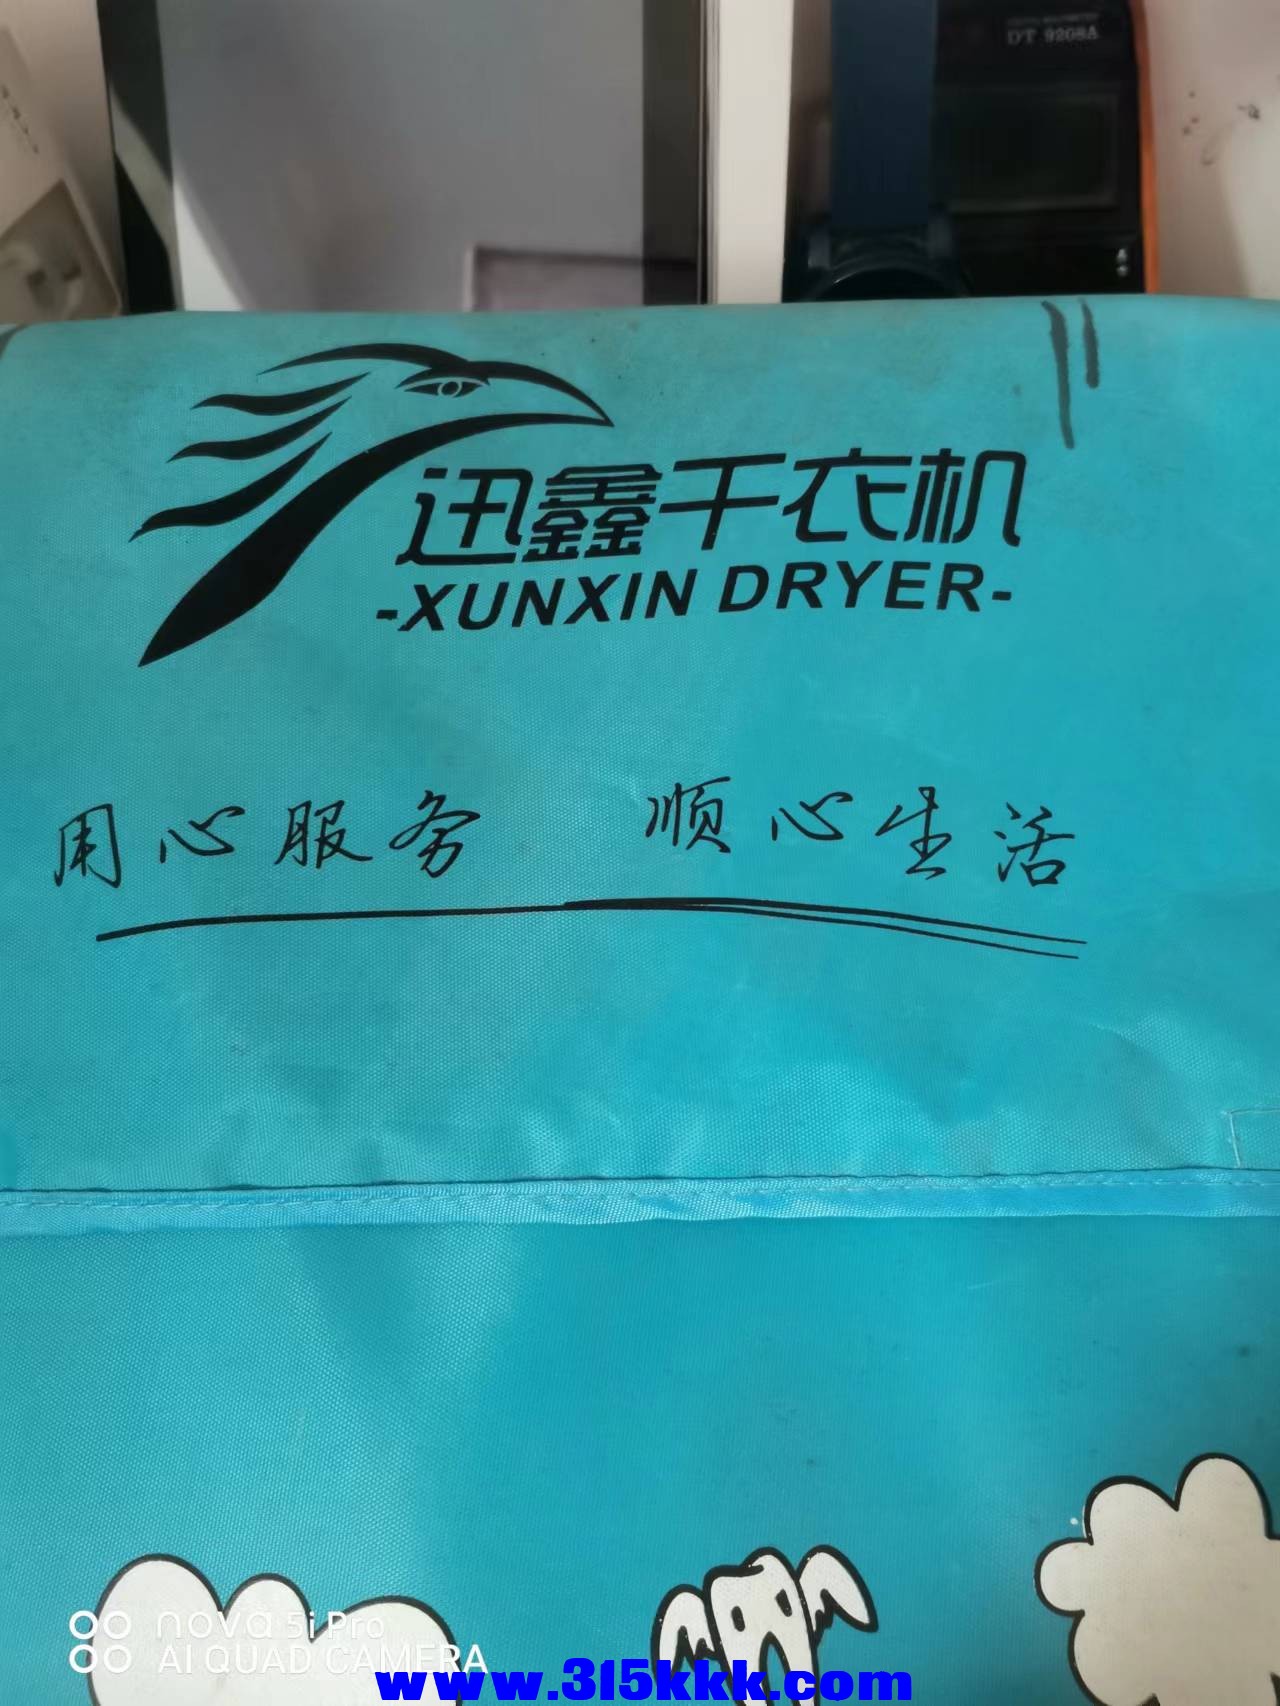 DT 9208A
迅鑫干衣机
-XUNXIN DRYER-
用心服务 顺心生活
nova 5i Pro
AI QUAD CAMERA
www.315kkk.com